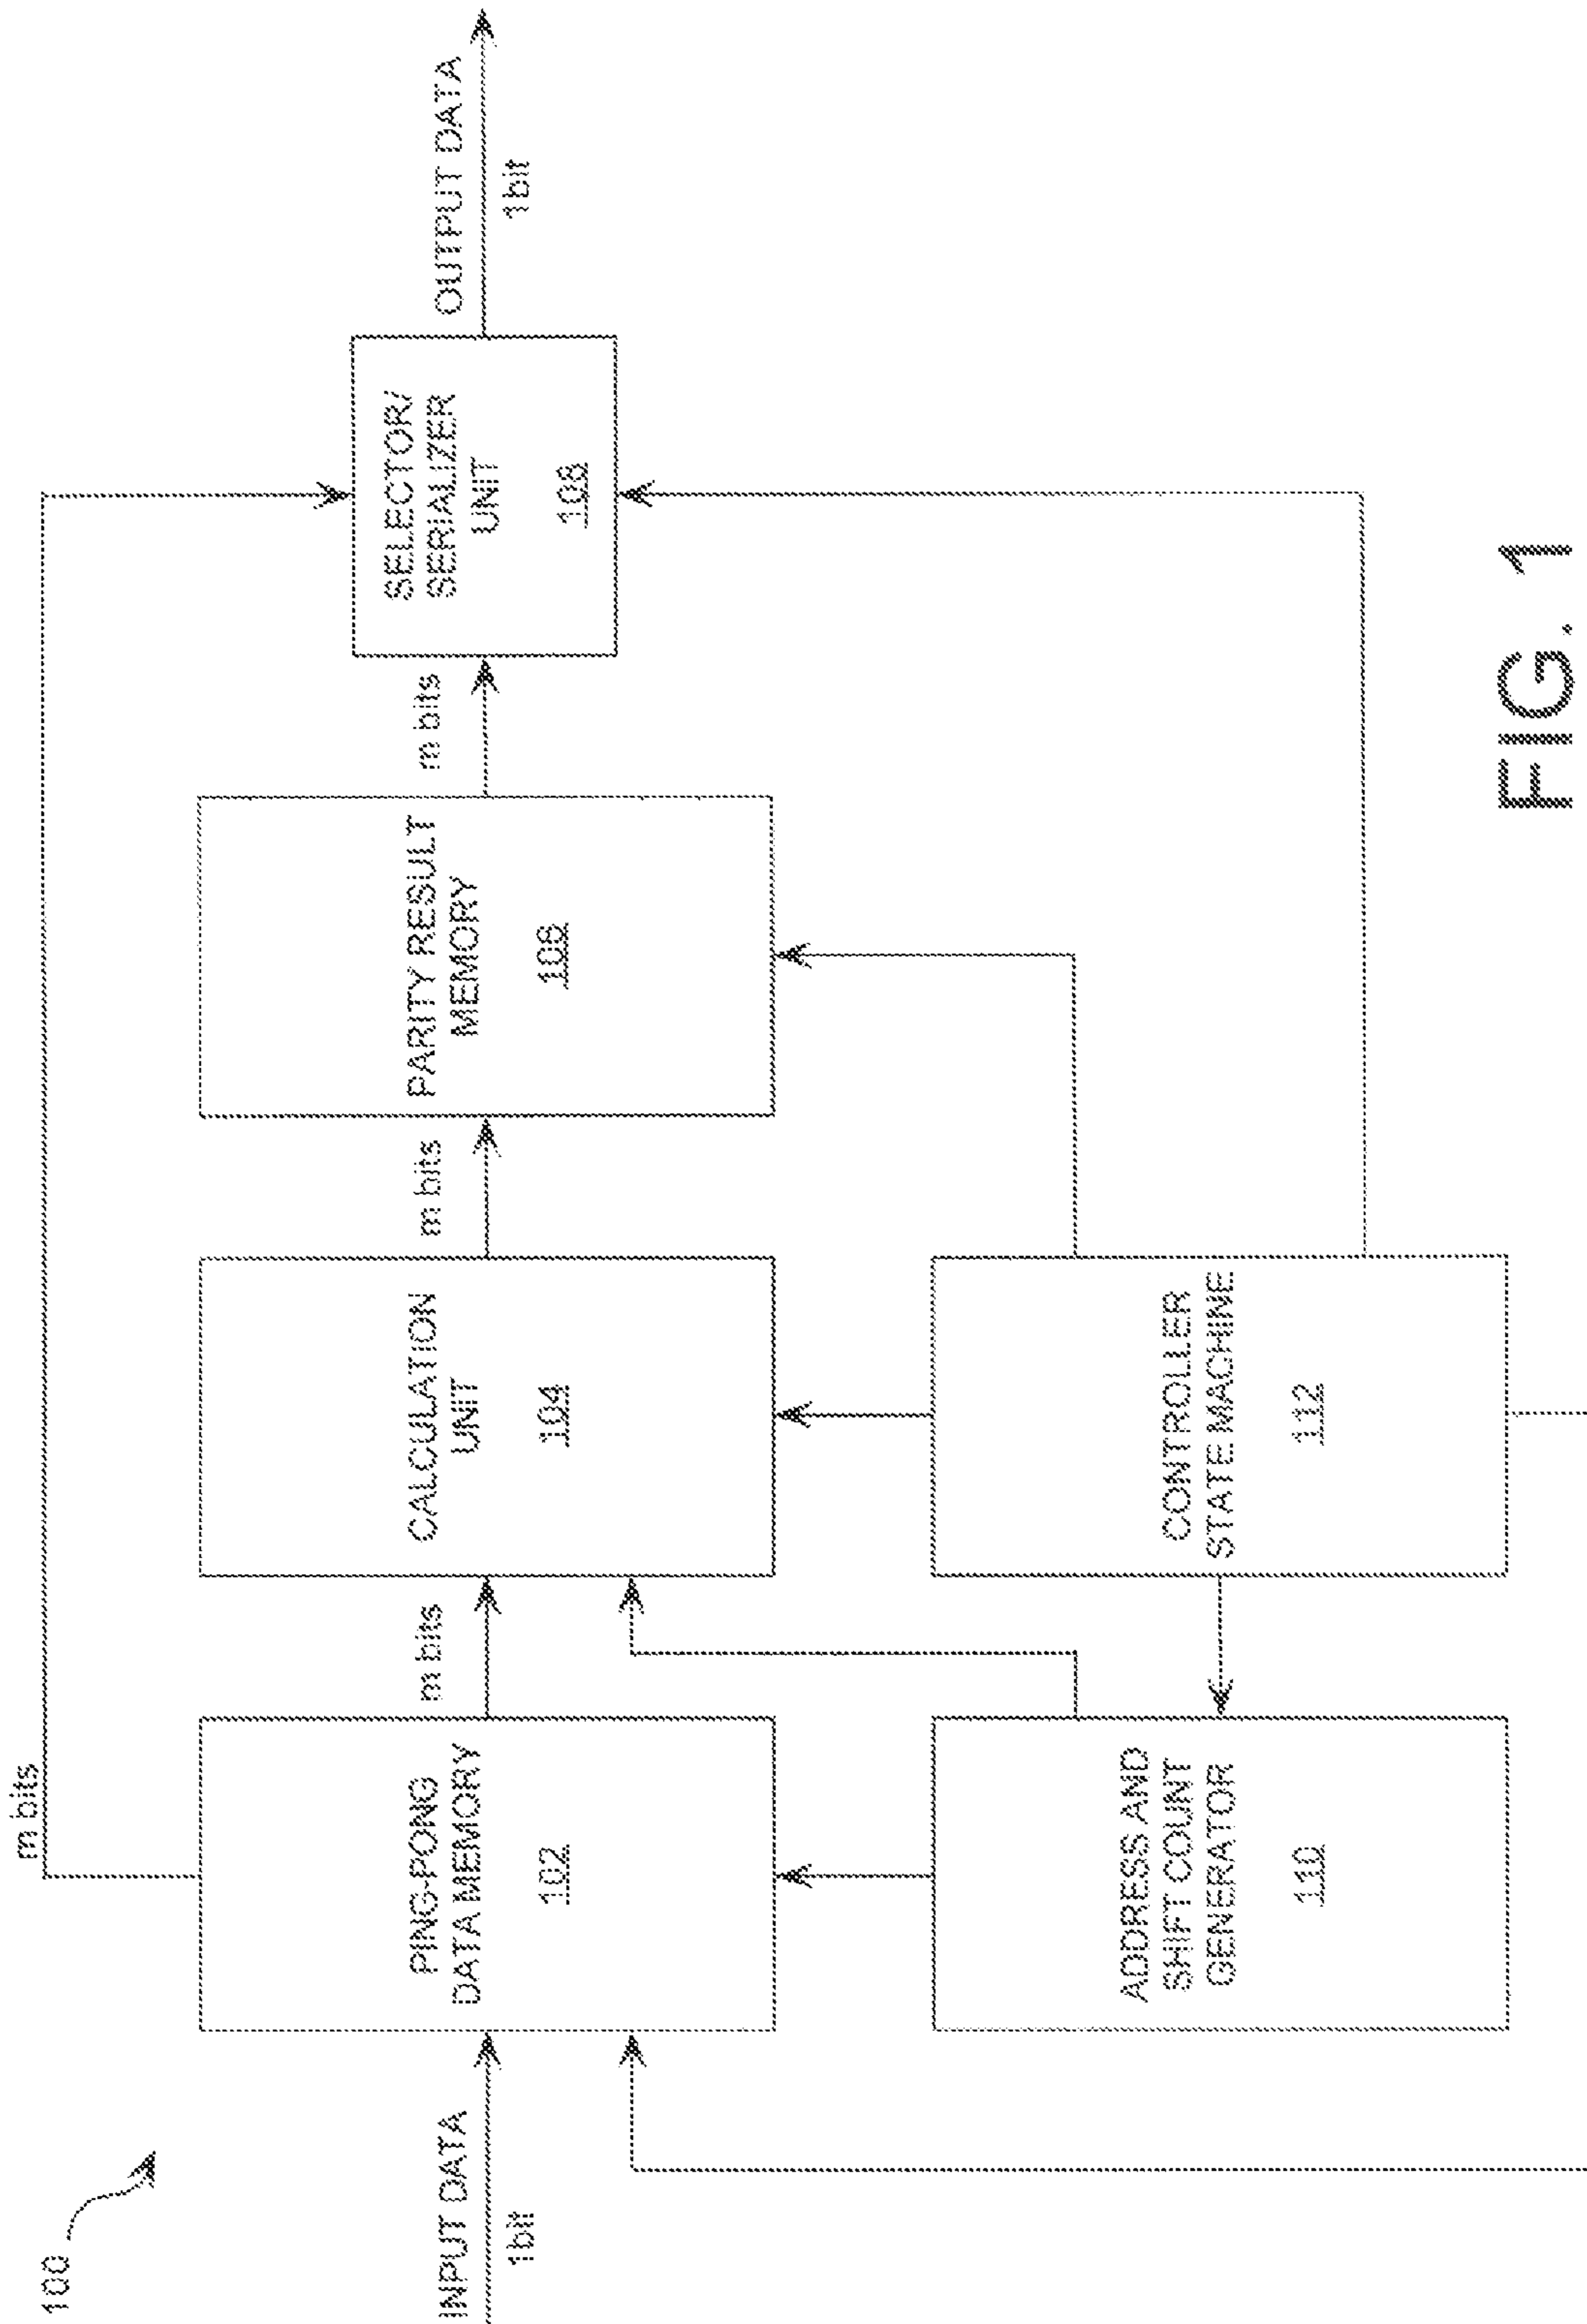 100
m bits
INPUT DATA
1bit
PING-PONG
DATA MEMORY
102
m bits
CALCULATION
UNIT
104
m bits
PARITY RESULT
MEMORY
106
m bits
SELECTOR/
SERIALIZER
UNIT
108
OUTPUT DATA
1bit
ADDRESS AND
SHIFT COUNT
GENERATOR
110
CONTROLLER
STATE MACHINE
112
FIG. 1